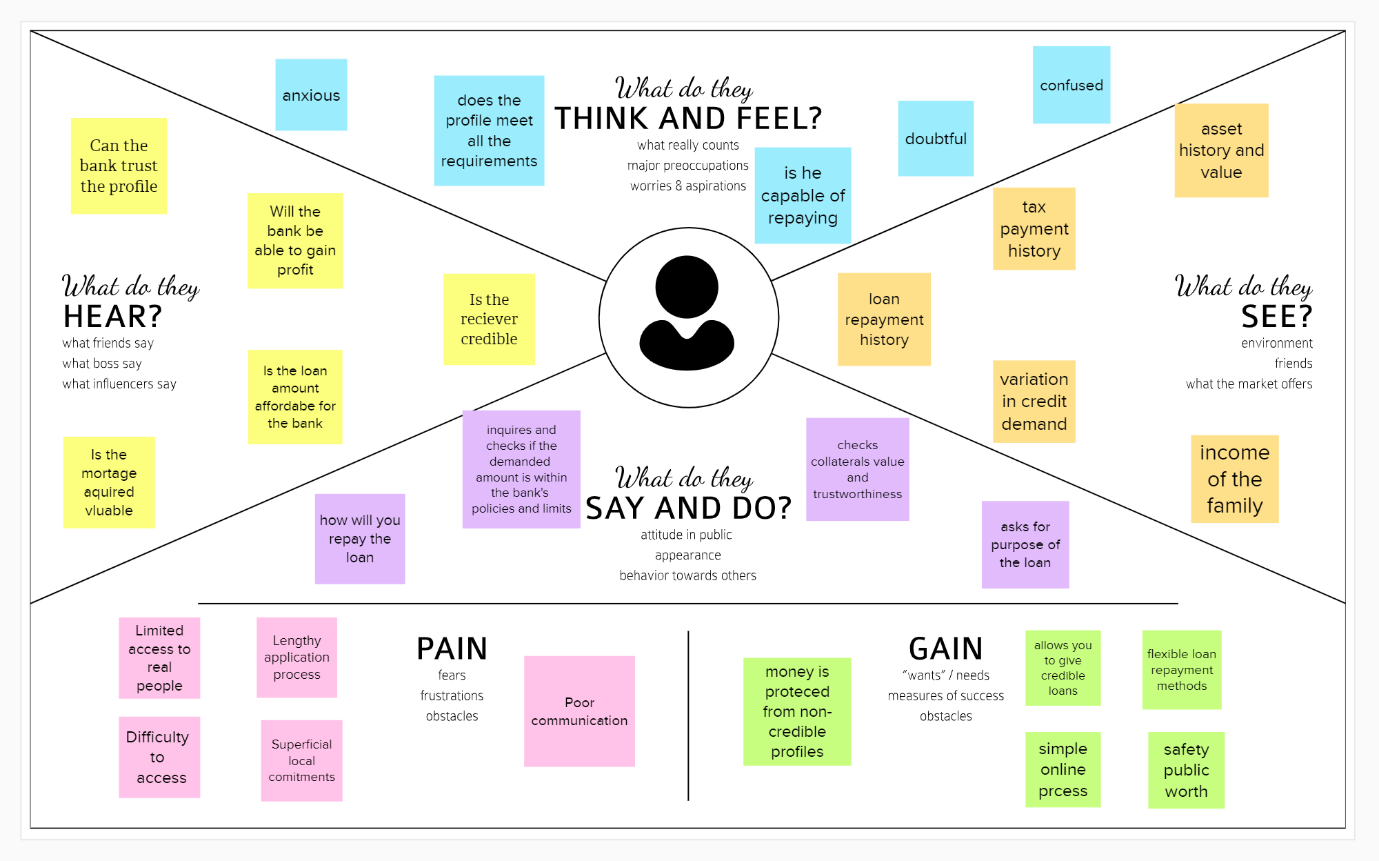 What do they
THINK AND FEEL?
what really counts
major preoccupations
worries & aspirations
anxious
does the
profile meet
all the
requirements
is he
capable of
repaying
doubtful
confused
What do they
HEAR?
what friends say
what boss say
what influencers say
Can the
bank trust
the profile
Will the
bank be
able to gain
profit
Is the
reciever
credible
Is the loan
amount
affordabe for
the bank
Is the
mortage
aquired
vluable
What do they
SEE?
environment
friends
what the market offers
asset
history and
value
tax
payment
history
loan
repayment
history
variation
in credit
demand
income
of the
family
What do they
SAY AND DO?
attitude in public
appearance
behavior towards others
how will you
repay the
loan
inquires and
checks if the
demanded
amount is within
the bank's
policies and limits
checks
collaterals value
and
trustworthiness
asks for
purpose of
the loan
PAIN
fears
frustrations
obstacles
Limited
access to
real
people
Lengthy
application
process
Difficulty
to
access
Superficial
local
comitments
Poor
communication
GAIN
"wants" / needs
measures of success
obstacles
money is
proteced
from non-
credible
profiles
allows you
to give
credible
loans
flexible loan
repayment
methods
simple
online
prcess
safety
public
worth